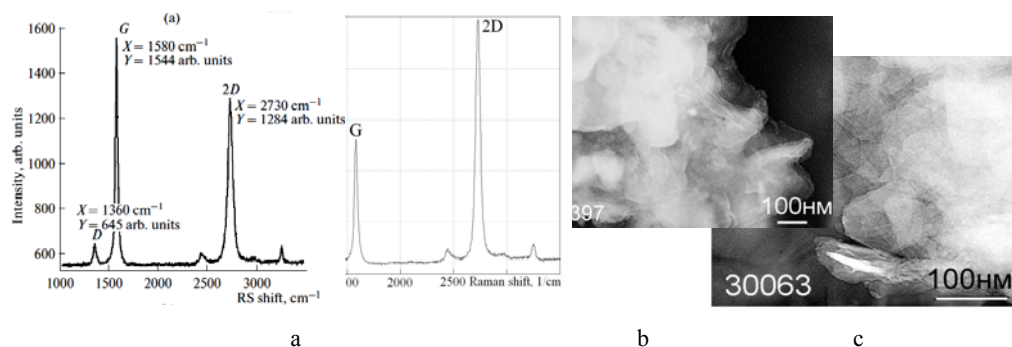 (a)
1600
1400
1200
1000
800
600
Intensity, arb. units
G
X = 1580 cm⁻¹
Y = 1544 arb. units
2D
X = 2730 cm⁻¹
Y = 1284 arb. units
X = 1360 cm⁻¹
Y = 645 arb. units
D
1000 1500 2000 2500 3000
RS shift, cm⁻¹
2D
G
00 2000 2500 Raman shift, 1/cm
397
100нм
30063
100нм
a b c